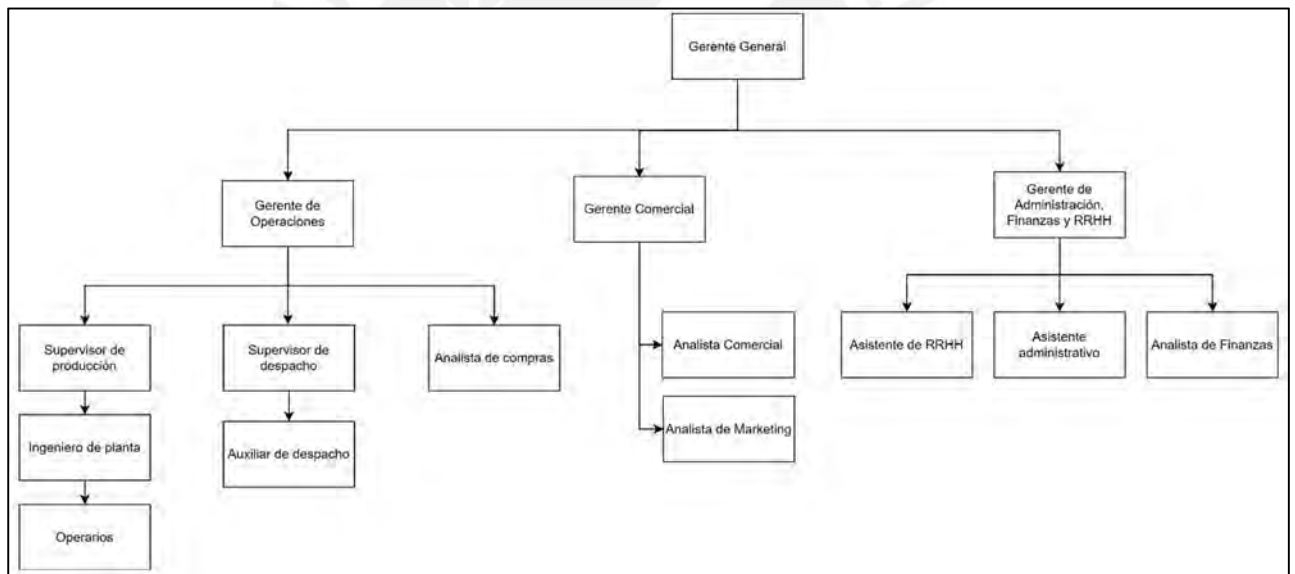 Gerente General
Gerente de
Operaciones
Gerente Comercial
Gerente de
Administración,
Finanzas y RRHH
Supervisor de
producción
Supervisor de
despacho
Analista de compras
Analista Comercial
Asistente de RRHH
Asistente
administrativo
Analista de Finanzas
Ingeniero de planta
Auxiliar de despacho
Analista de Marketing
Operarios